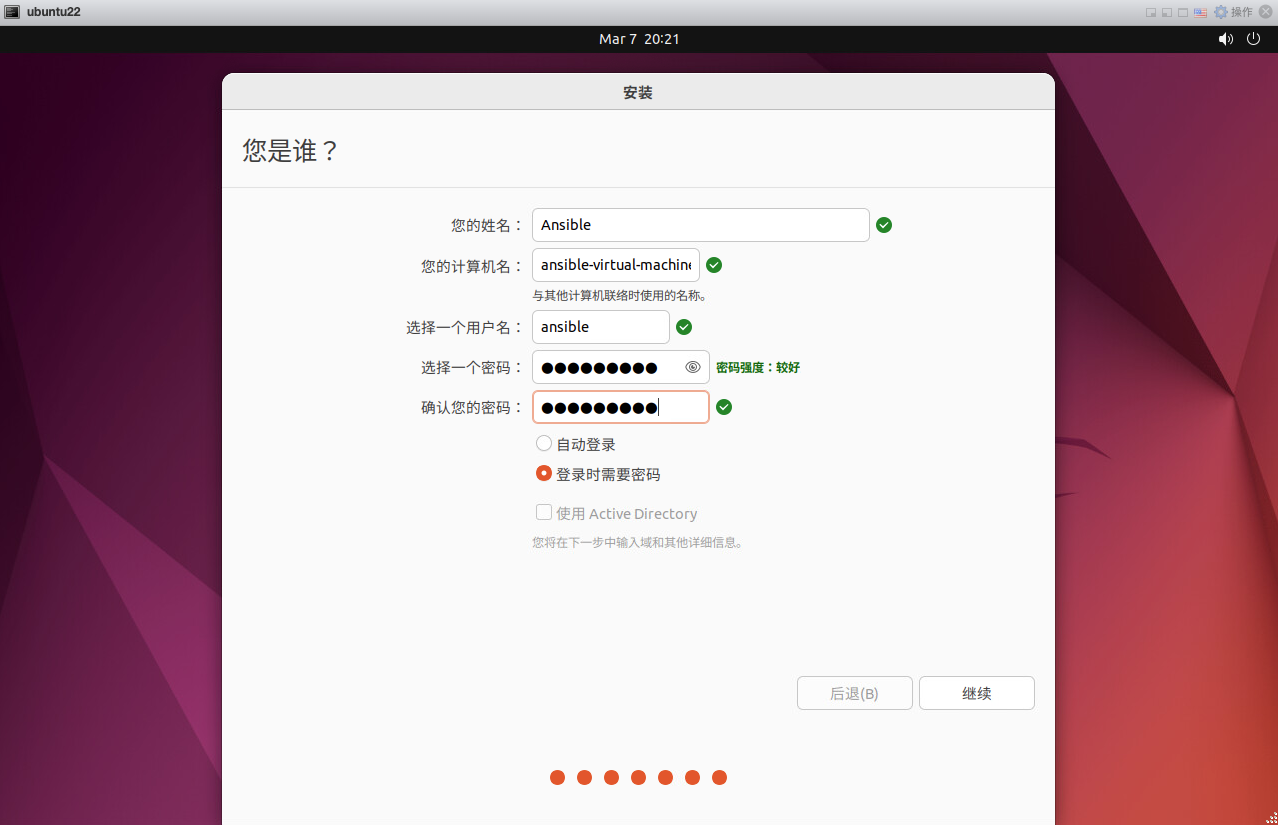 ubuntu22
操作
Mar 7 20:21
安装
您是谁？
您的姓名： Ansible
您的计算机名： ansible-virtual-machine
与其他计算机联络时使用的名称。
选择一个用户名： ansible
选择一个密码： ●●●●●●●●● 密码强度：较好
确认您的密码： ●●●●●●●●●
自动登录
登录时需要密码
使用 Active Directory
您将在下一步中输入域和其他详细信息。
后退(B) 继续